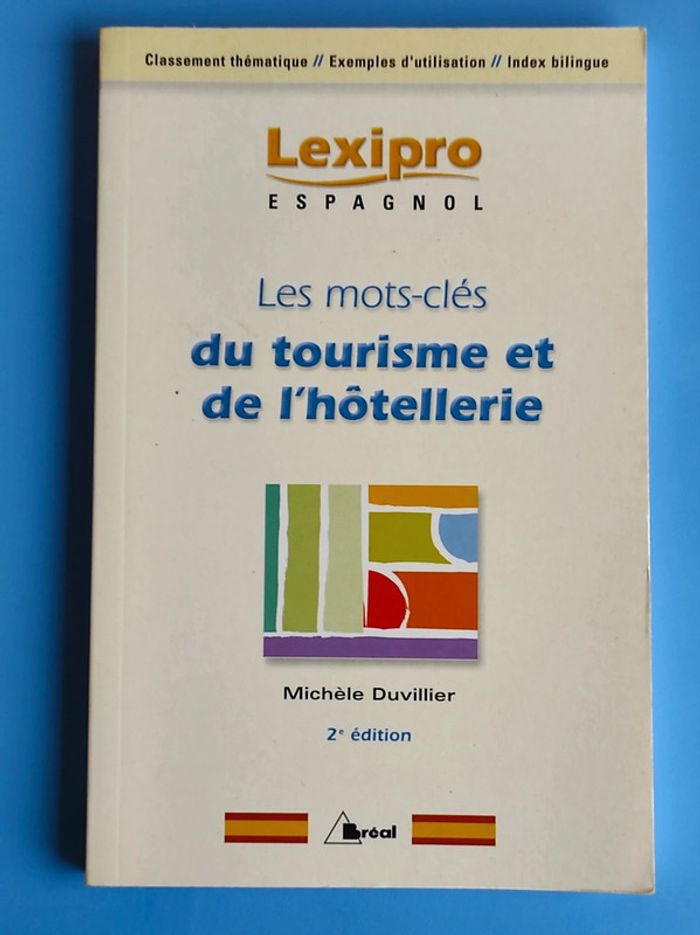 Classement thématique // Exemples d'utilisation // Index bilingue
Lexipro
ESPAGNOL
Les mots-clés
du tourisme et
de l'hôtellerie
Michèle Duvillier
2e édition
Bréal